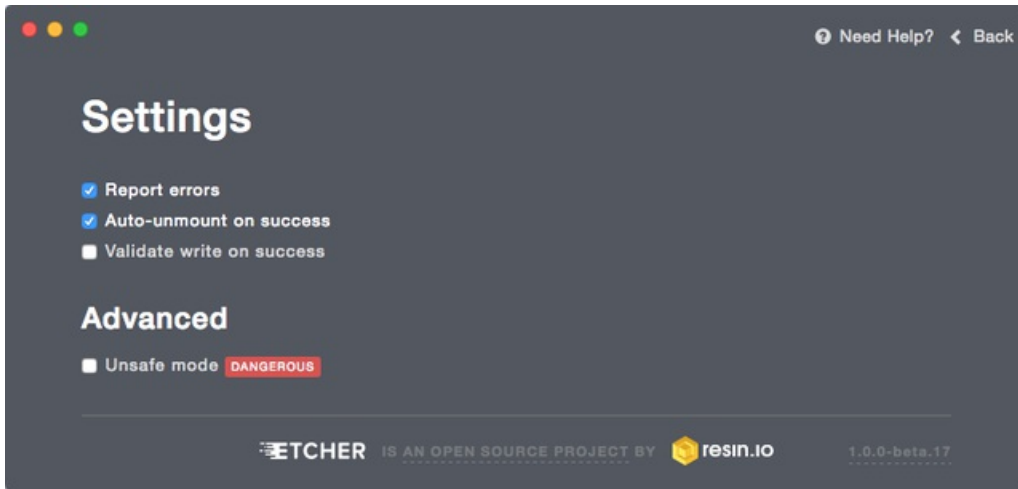 Need Help? Back
Settings
Report errors
Auto-unmount on success
Validate write on success
Advanced
Unsafe mode DANGEROUS
ETCHER IS AN OPEN SOURCE PROJECT BY resin.io 1.0.0-beta.17